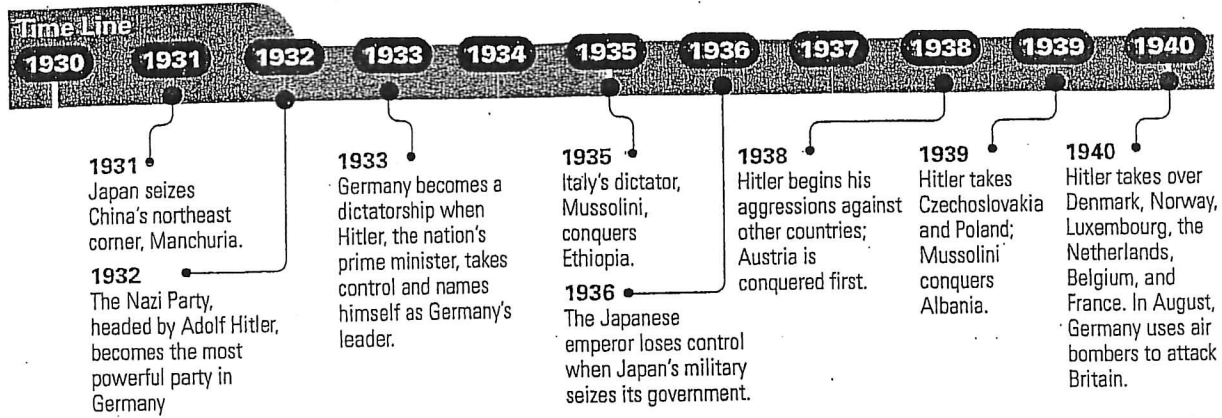 Time Line
1930 1931 1932 1933 1934 1935 1936 1937 1938 1939 1940
1931
Japan seizes
China's northeast
corner, Manchuria.
1932
The Nazi Party,
headed by Adolf Hitler,
becomes the most
powerful party in
Germany
1933
Germany becomes a
dictatorship when
Hitler, the nation's
prime minister, takes
control and names
himself as Germany's
leader.
1935
Italy's dictator,
Mussolini,
conquers
Ethiopia.
1936
The Japanese
emperor loses control
when Japan's military
seizes its government.
1938
Hitler begins his
aggressions against
other countries;
Austria is
conquered first.
1939
Hitler takes
Czechoslovakia
and Poland;
Mussolini
conquers
Albania.
1940
Hitler takes over
Denmark, Norway,
Luxembourg, the
Netherlands,
Belgium, and
France. In August,
Germany uses air
bombers to attack
Britain.